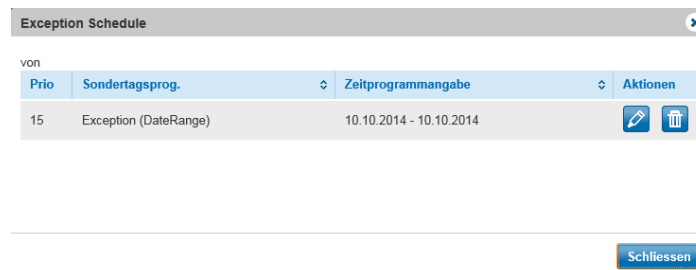 Exception Schedule
von
Prio Sondertagsprog. Zeitprogrammangabe Aktionen
15 Exception (DateRange) 10.10.2014 - 10.10.2014
Schliessen